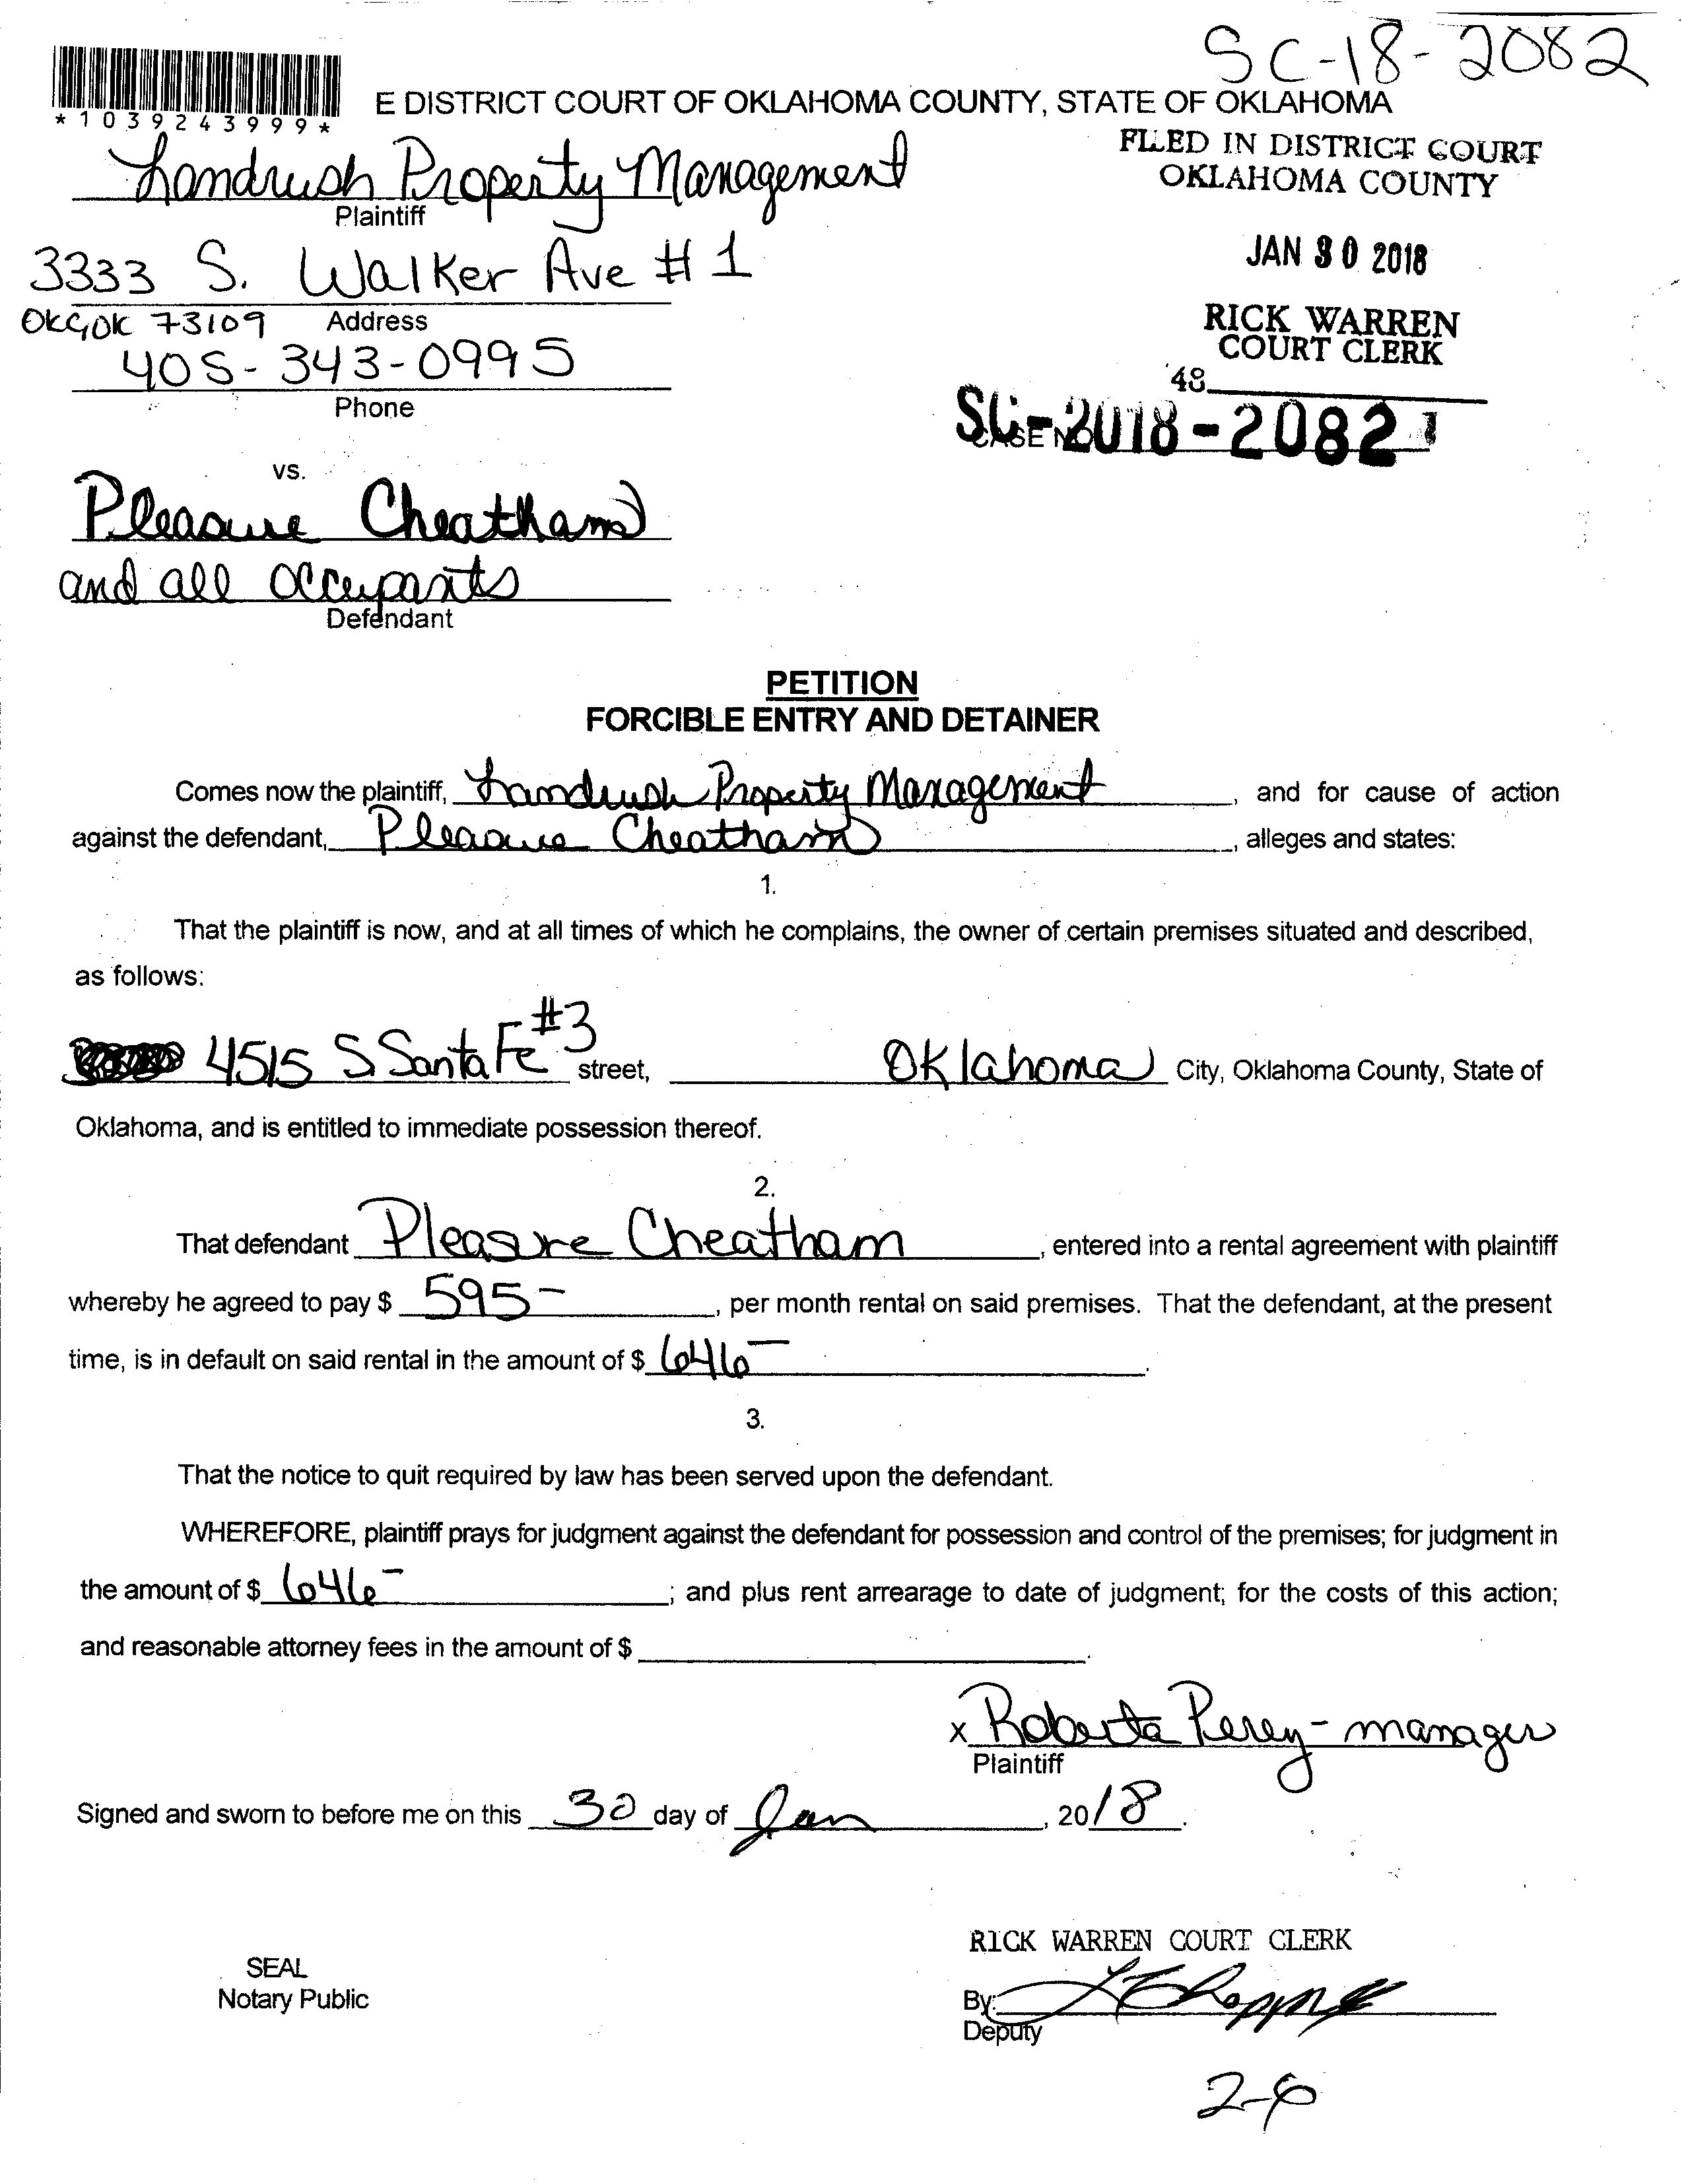 SC-18-2082
*1039243999*
E DISTRICT COURT OF OKLAHOMA COUNTY, STATE OF OKLAHOMA
FILED IN DISTRICT COURT
OKLAHOMA COUNTY
Landrush Property Management
Plaintiff
JAN 30 2018
3333 S. Walker Ave #1
OKC, OK 73109 Address
RICK WARREN
COURT CLERK
405-343-0995
Phone
48
SC-2018-2082
CASE NO
vs.
Pleasure Cheatham
and all occupants
Defendant
PETITION
FORCIBLE ENTRY AND DETAINER
Comes now the plaintiff, Landrush Property Management, and for cause of action
against the defendant, Pleasure Cheatham, alleges and states:
1.
That the plaintiff is now, and at all times of which he complains, the owner of certain premises situated and described,
as follows:
4515 S Santa Fe #3 street, Oklahoma City, Oklahoma County, State of
Oklahoma, and is entitled to immediate possession thereof.
2.
That defendant Pleasure Cheatham, entered into a rental agreement with plaintiff
whereby he agreed to pay $ 595-, per month rental on said premises. That the defendant, at the present
time, is in default on said rental in the amount of $ 646-.
3.
That the notice to quit required by law has been served upon the defendant.
WHEREFORE, plaintiff prays for judgment against the defendant for possession and control of the premises; for judgment in
the amount of $ 646-; and plus rent arrearage to date of judgment; for the costs of this action;
and reasonable attorney fees in the amount of $.
x Roberta Perey - manager
Plaintiff
Signed and sworn to before me on this 30 day of Jan, 2018.
RICK WARREN COURT CLERK
SEAL
Notary Public
By:
Deputy